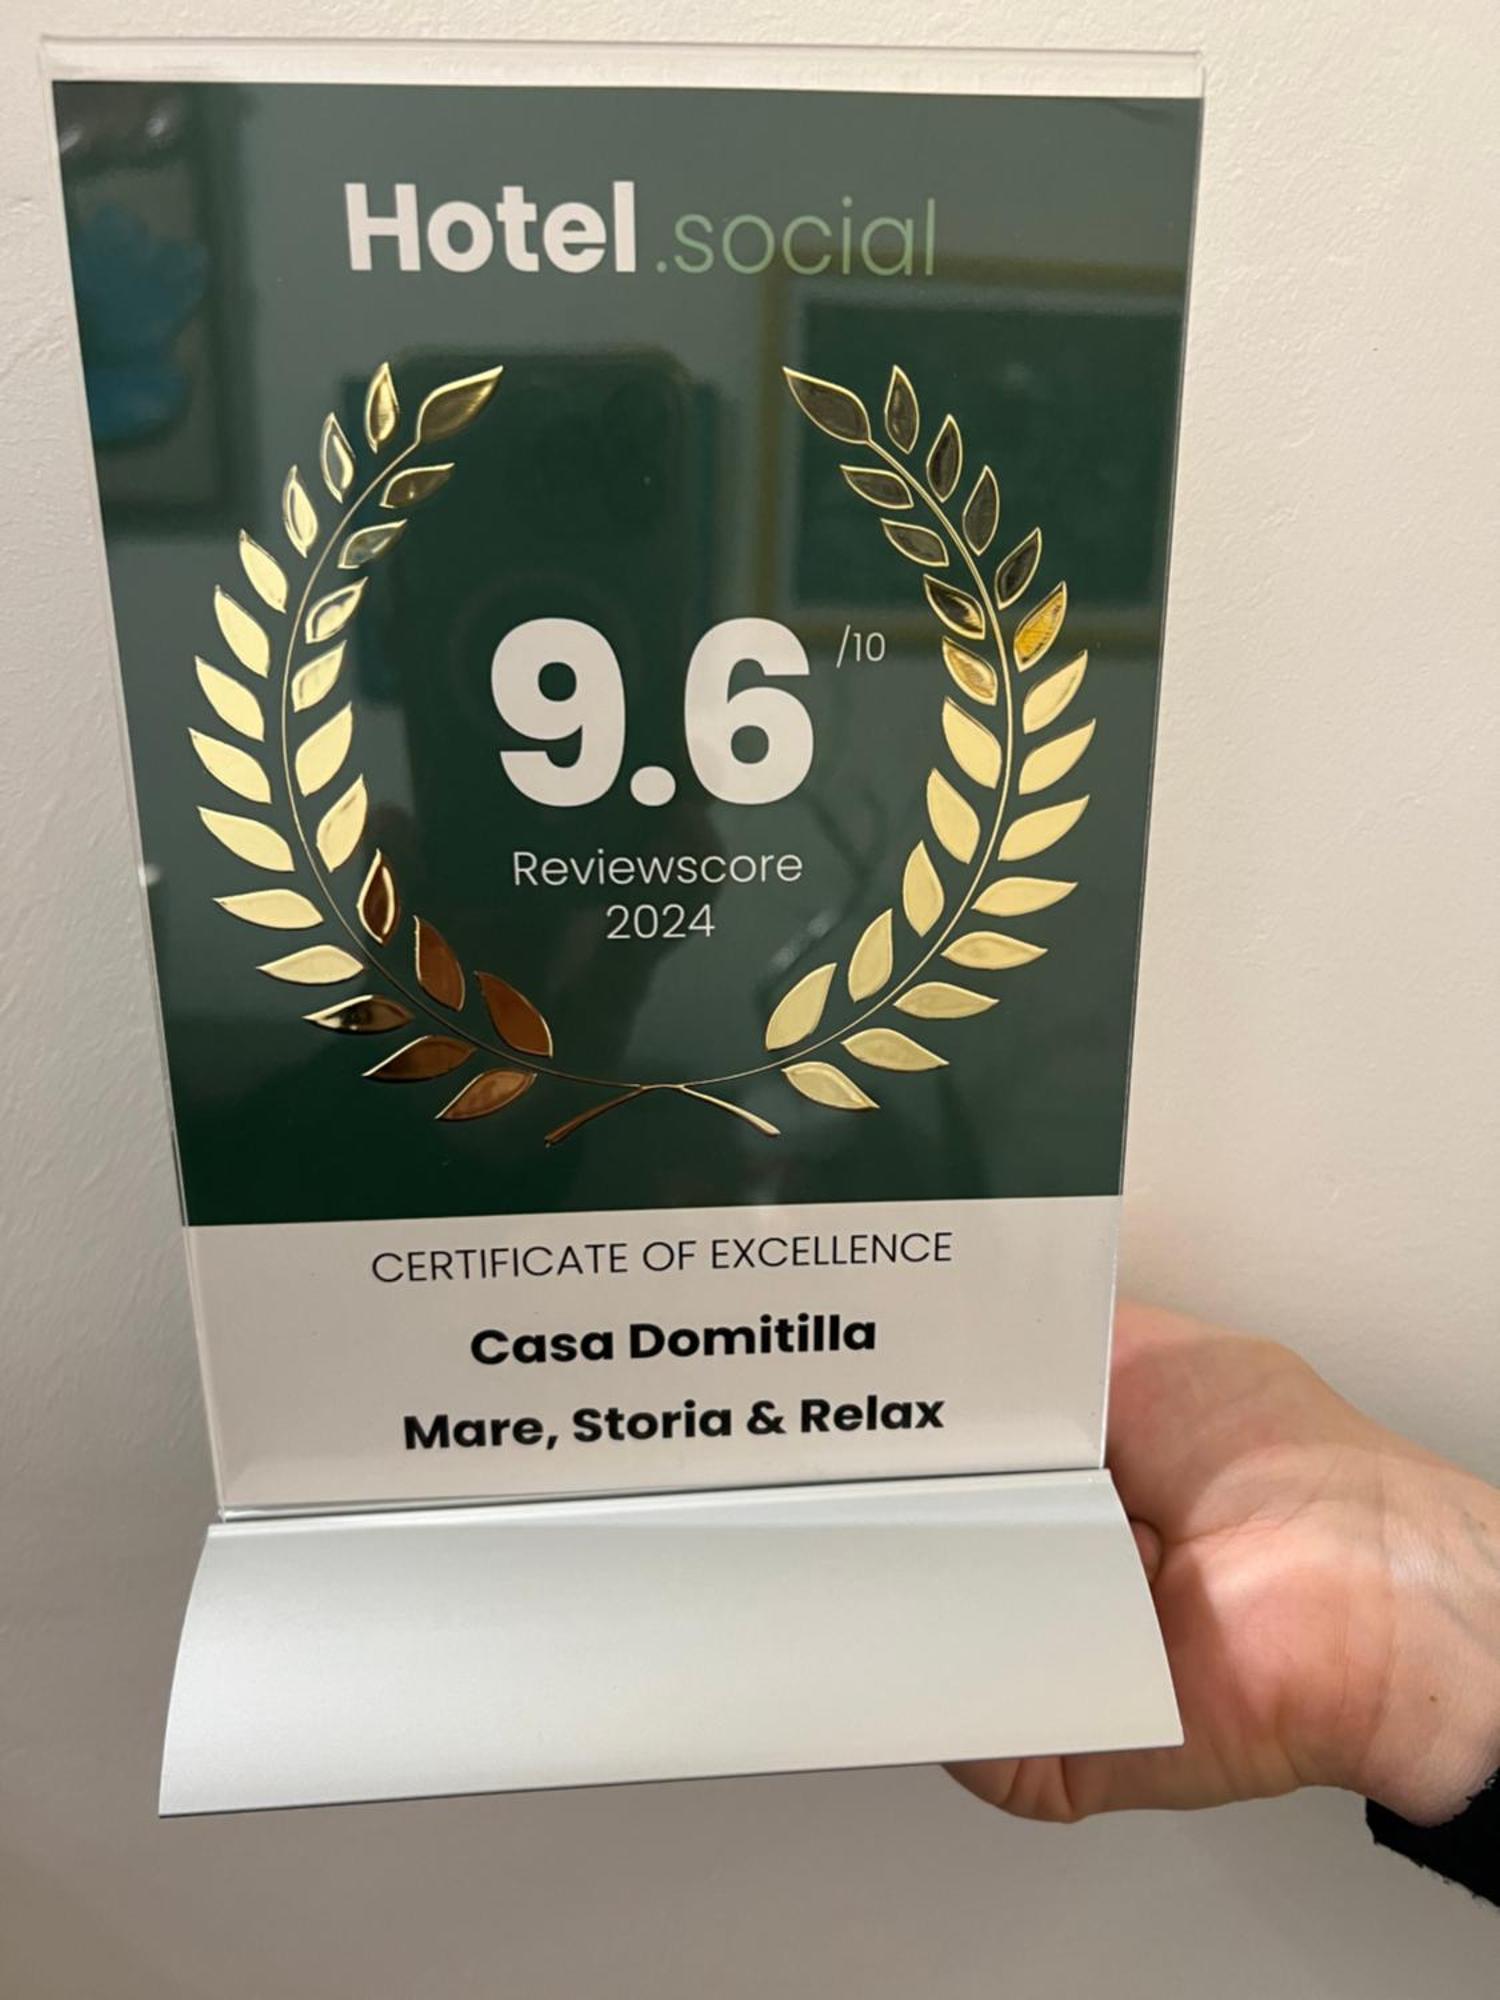 Hotel.social
9.6 /10
Reviewscore
2024
CERTIFICATE OF EXCELLENCE
Casa Domitilla
Mare, Storia & Relax